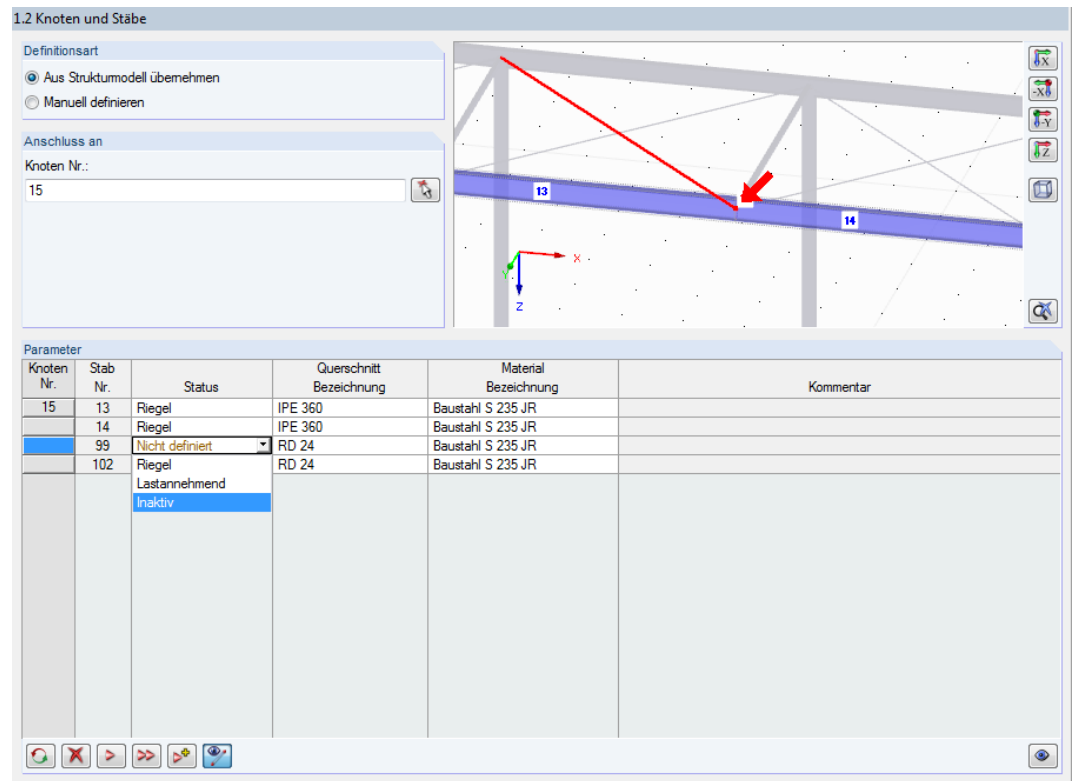 1.2 Knoten und Stäbe
Definitionsart
Aus Strukturmodell übernehmen
Manuell definieren
Anschluss an
Knoten Nr.:
15
13
14
X
Y
Z
X
-X
-Y
Z
Parameter
Knoten Nr. Stab Nr. Status Querschnitt Bezeichnung Material Bezeichnung Kommentar
15 13 Riegel IPE 360 Baustahl S 235 JR
14 Riegel IPE 360 Baustahl S 235 JR
99 Nicht definiert RD 24 Baustahl S 235 JR
102 Riegel RD 24 Baustahl S 235 JR
Lastannehmend
Inaktiv